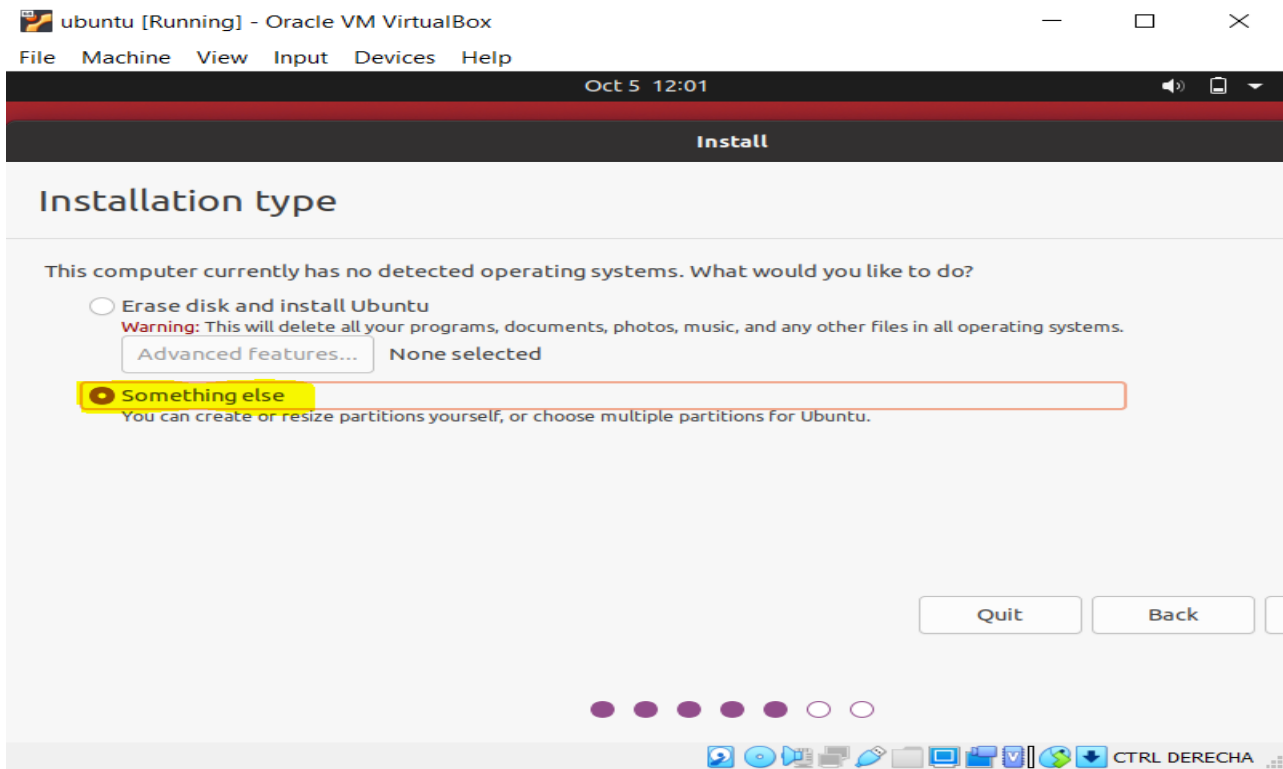 ubuntu [Running] - Oracle VM VirtualBox
File Machine View Input Devices Help
Oct 5 12:01
Install
Installation type
This computer currently has no detected operating systems. What would you like to do?
Erase disk and install Ubuntu
Warning: This will delete all your programs, documents, photos, music, and any other files in all operating systems.
Advanced features... None selected
Something else
You can create or resize partitions yourself, or choose multiple partitions for Ubuntu.
Quit Back
CTRL DERECHA